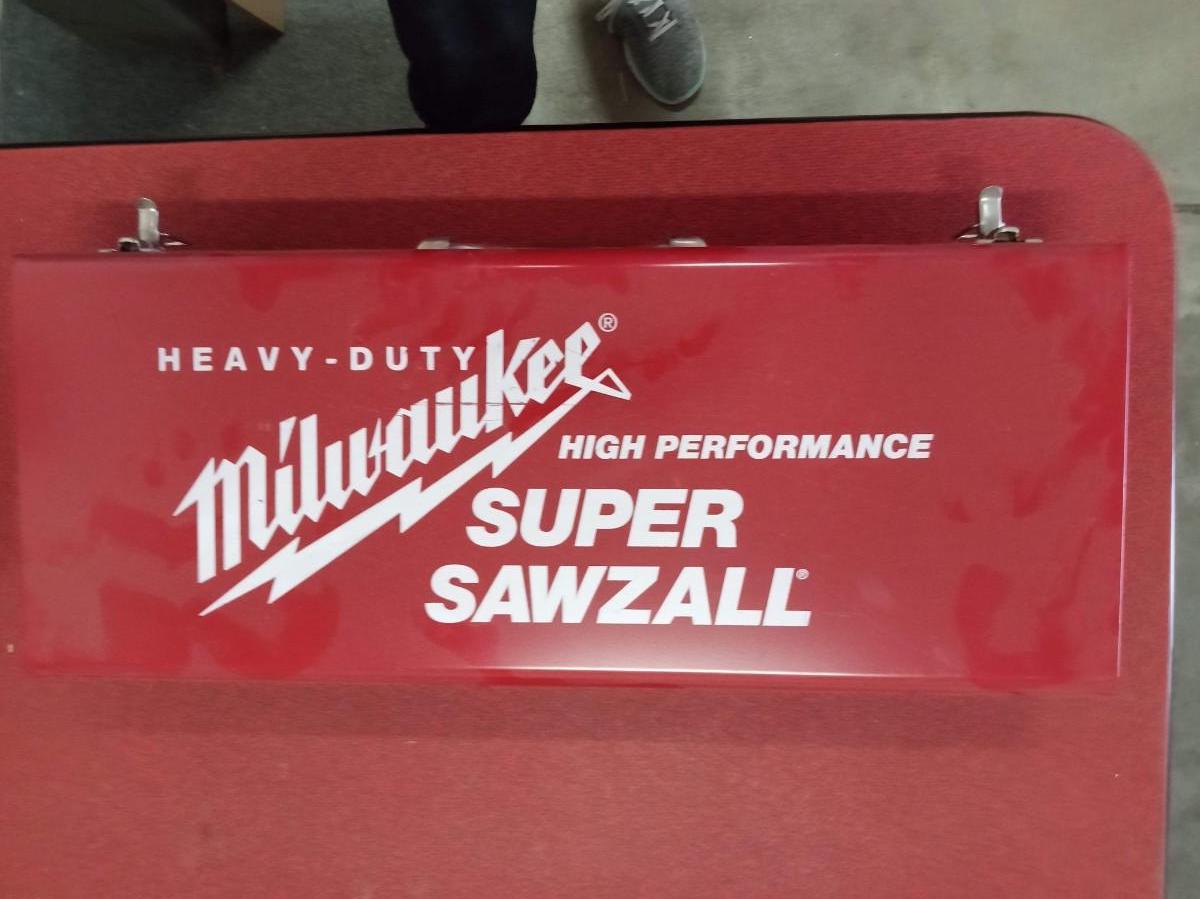 HEAVY-DUTY
Milwaukee®
HIGH PERFORMANCE
SUPER
SAWZALL®